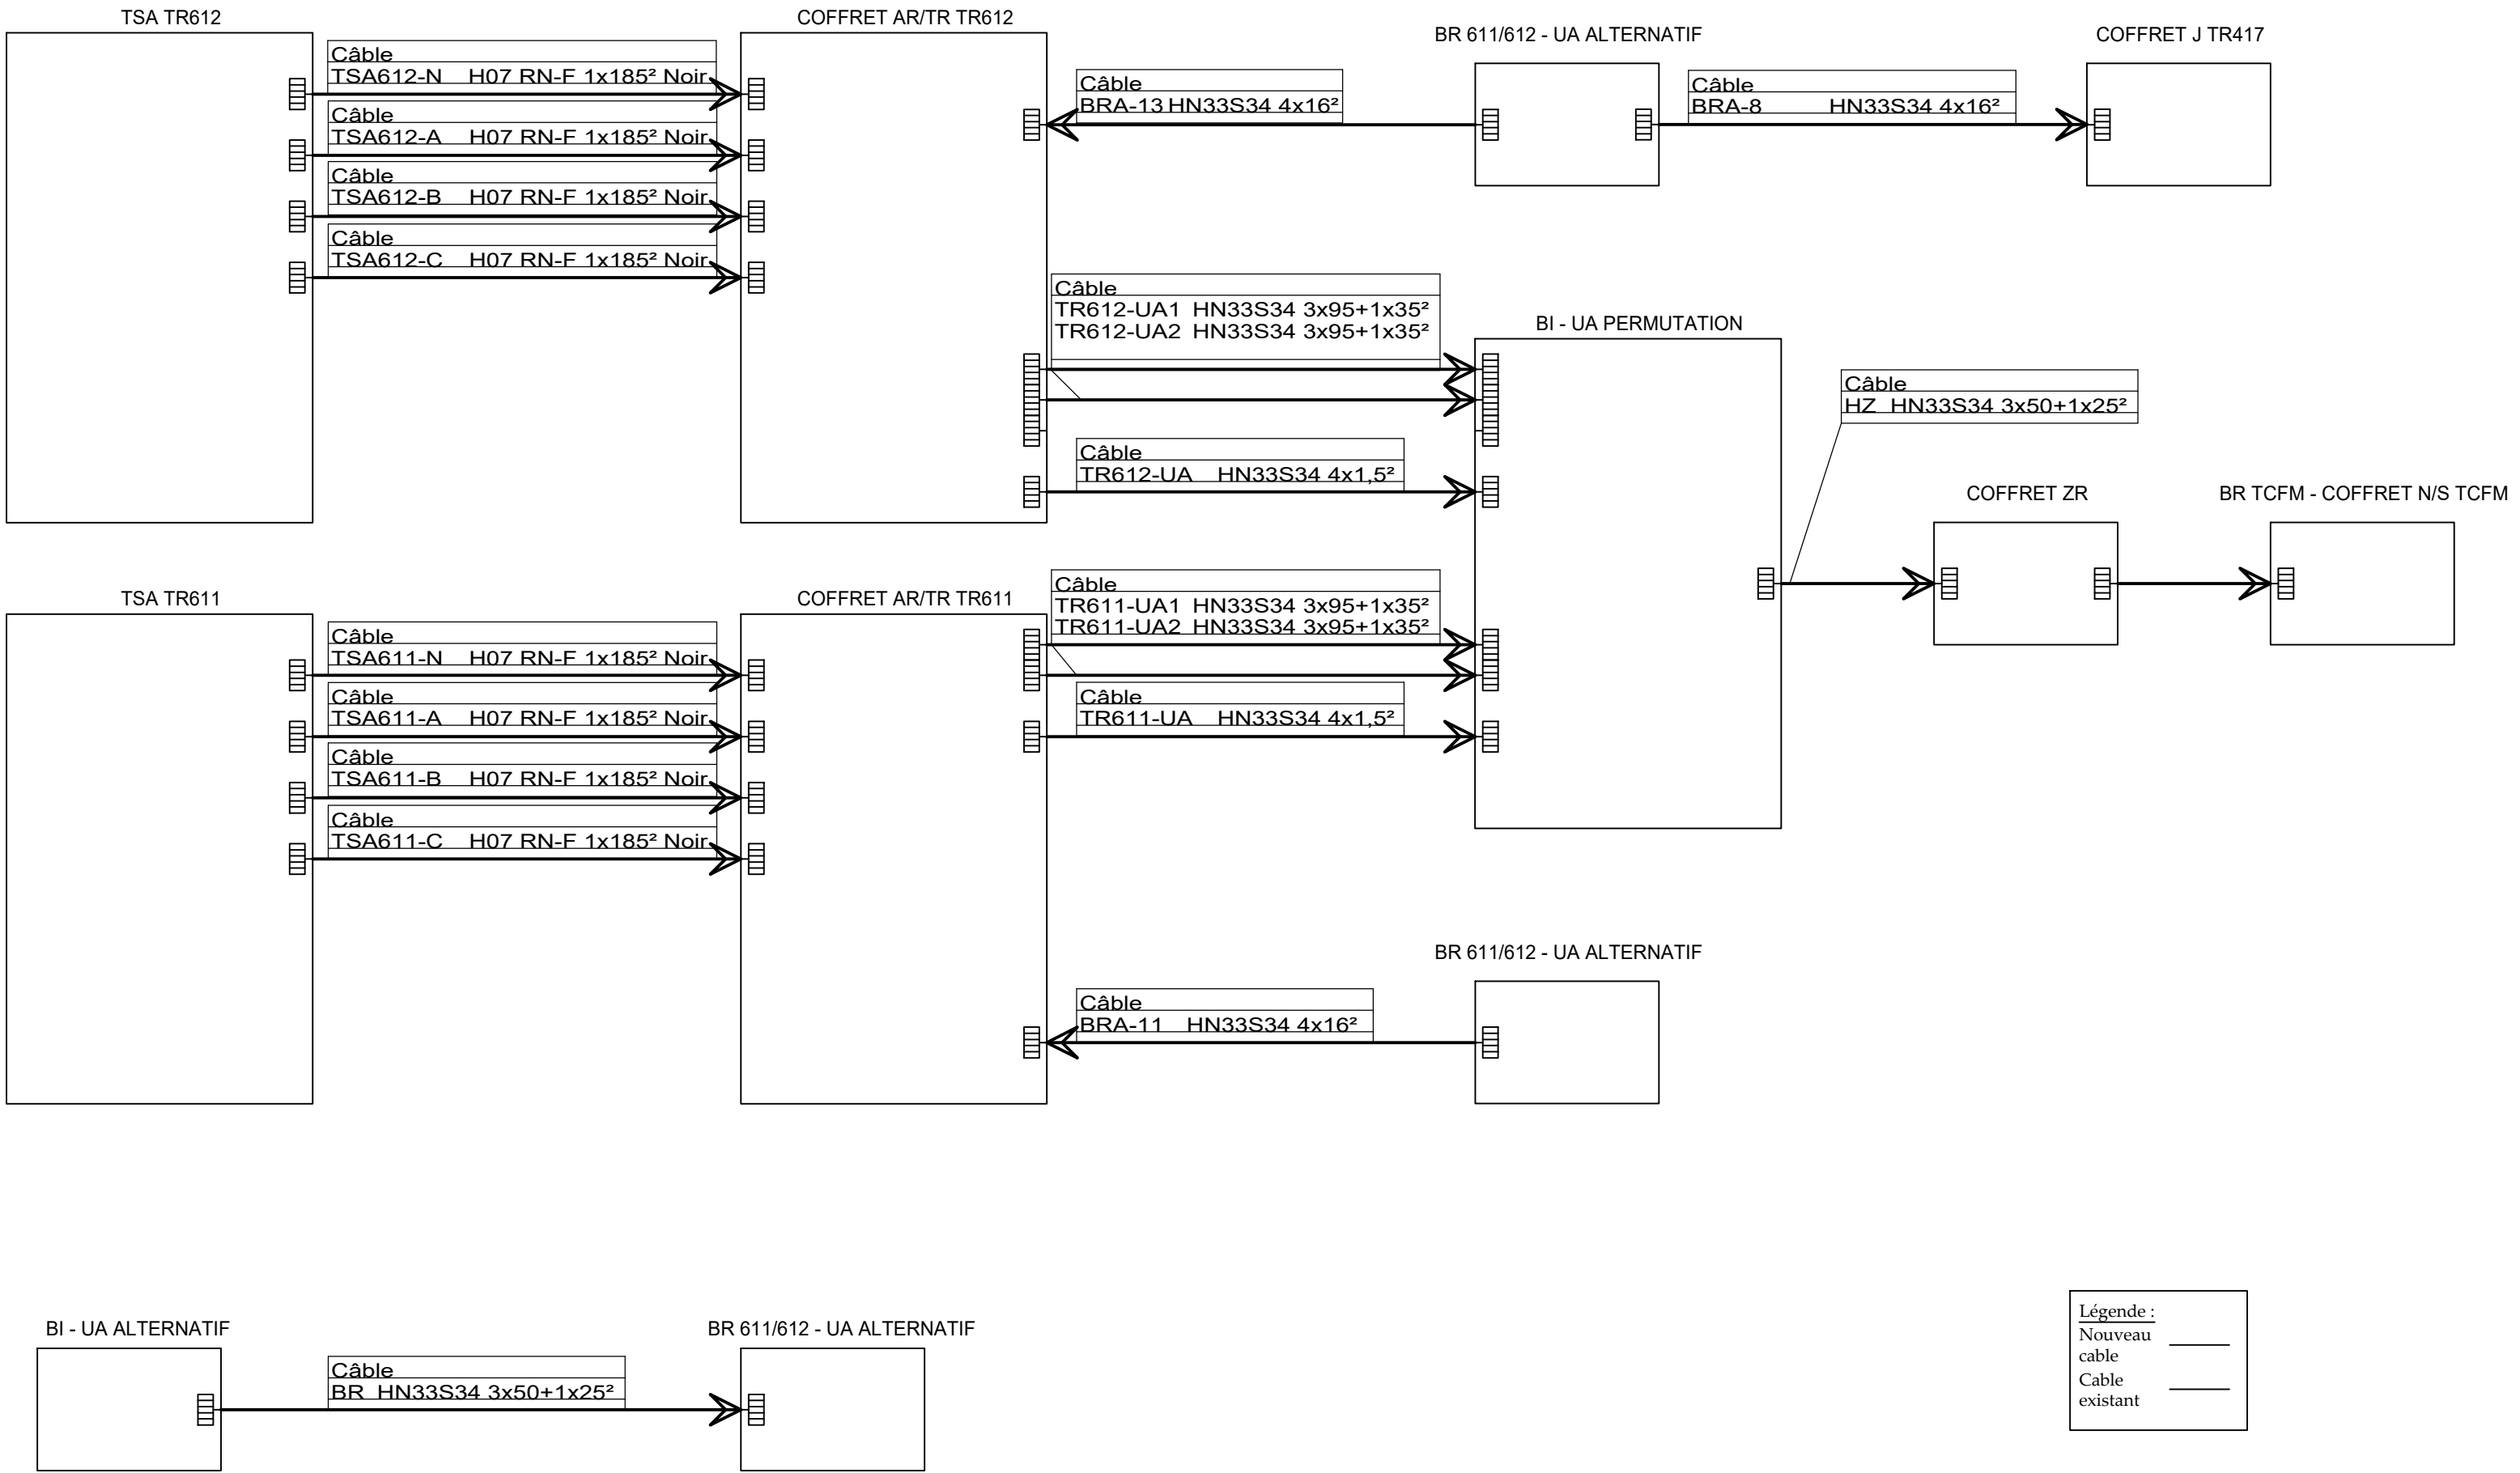 TSA TR612
COFFRET AR/TR TR612
BR 611/612 - UA ALTERNATIF
COFFRET J TR417
Câble
TSA612-N H07 RN-F 1x185² Noir
Câble
TSA612-A H07 RN-F 1x185² Noir
Câble
TSA612-B H07 RN-F 1x185² Noir
Câble
TSA612-C H07 RN-F 1x185² Noir
Câble
BRA-13 HN33S34 4x16²
Câble
BRA-8 HN33S34 4x16²
Câble
TR612-UA1 HN33S34 3x95+1x35²
TR612-UA2 HN33S34 3x95+1x35²
BI - UA PERMUTATION
Câble
HZ HN33S34 3x50+1x25²
Câble
TR612-UA HN33S34 4x1,5²
COFFRET ZR
BR TCFM - COFFRET N/S TCFM
TSA TR611
COFFRET AR/TR TR611
Câble
TR611-UA1 HN33S34 3x95+1x35²
TR611-UA2 HN33S34 3x95+1x35²
Câble
TSA611-N H07 RN-F 1x185² Noir
Câble
TSA611-A H07 RN-F 1x185² Noir
Câble
TSA611-B H07 RN-F 1x185² Noir
Câble
TSA611-C H07 RN-F 1x185² Noir
Câble
TR611-UA HN33S34 4x1,5²
BR 611/612 - UA ALTERNATIF
Câble
BRA-11 HN33S34 4x16²
BI - UA ALTERNATIF
BR 611/612 - UA ALTERNATIF
Câble
BR HN33S34 3x50+1x25²
Légende :
Nouveau
cable
Cable
existant